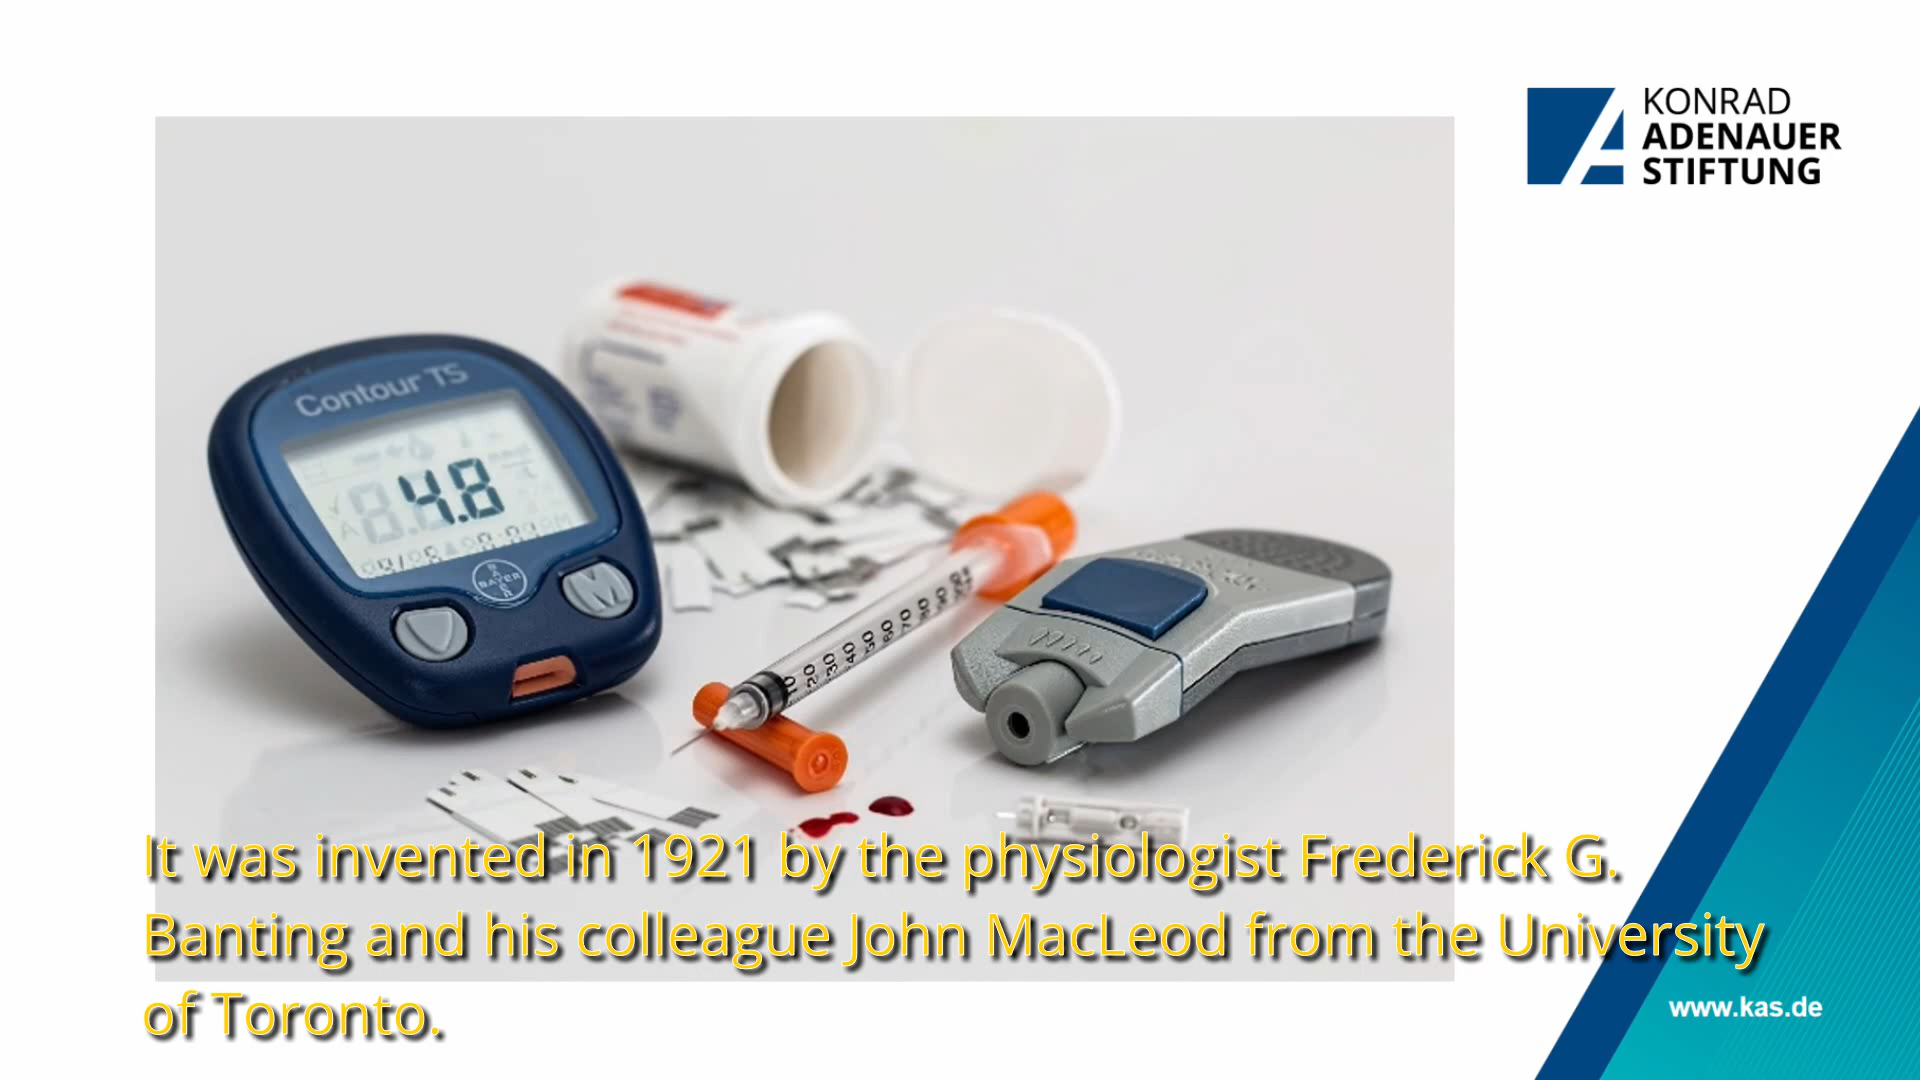 KONRAD
ADENAUER
STIFTUNG
Contour TS
4.8
BAYER
M
10 20 30 40 50 60 70 80 90 100
It was invented in 1921 by the physiologist Frederick G.
Banting and his colleague John MacLeod from the University
of Toronto.
www.kas.de